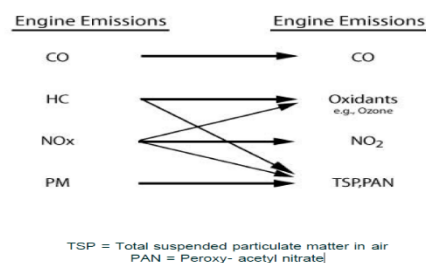 Engine Emissions Engine Emissions
CO CO
HC Oxidants
e.g., Ozone
NOx NO₂
PM TSP,PAN
TSP = Total suspended particulate matter in air
PAN = Peroxy- acetyl nitrate